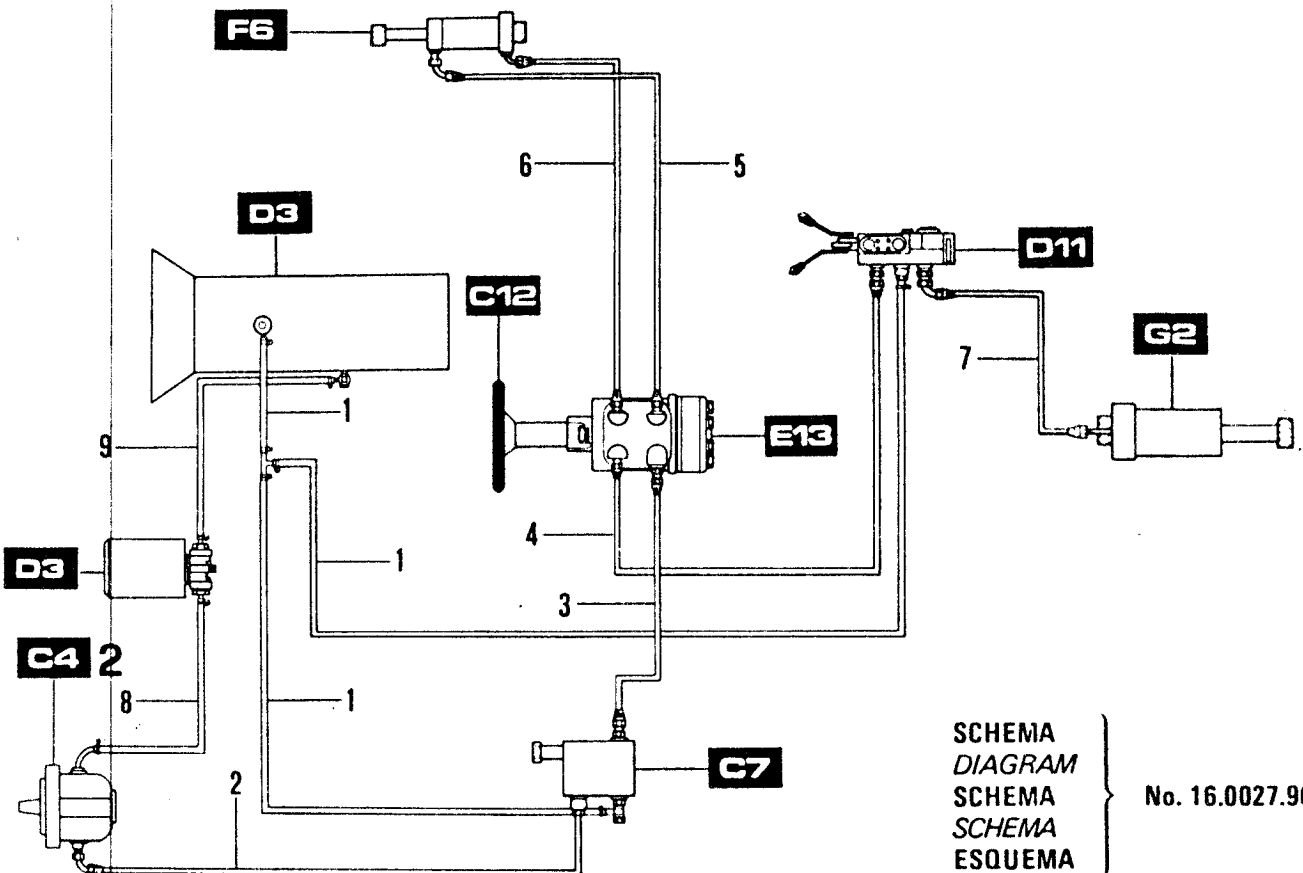 F6
6
5
D3
D11
C12
G2
7
1
9
E13
4
1
D3
3
C4 2
8
1
SCHEMA
C7
DIAGRAM
2
SCHEMA
No. 16.0027.90
SCHEMA
ESQUEMA